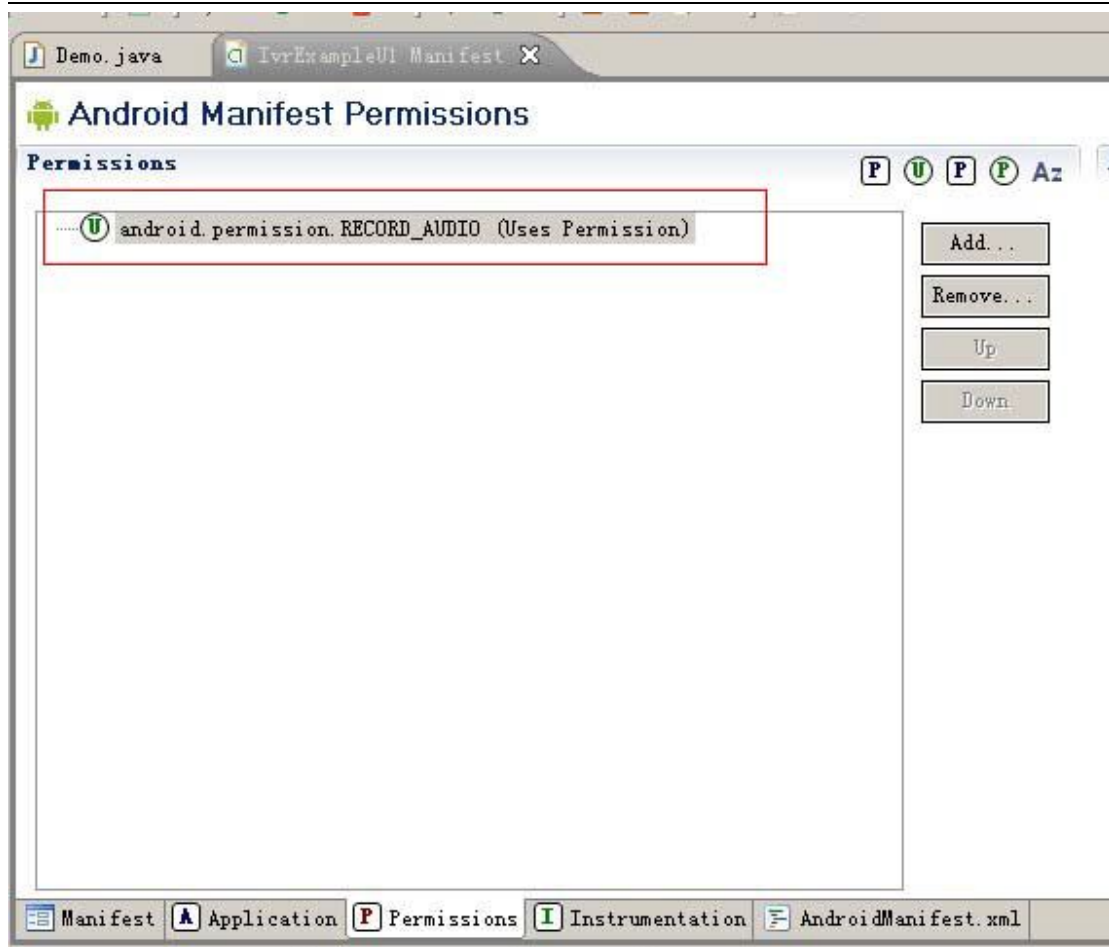 Demo.java
IvrExampleUI Manifest
Android Manifest Permissions
Permissions
P U P P Az
U android.permission.RECORD_AUDIO (Uses Permission)
Add...
Remove...
Up
Down
Manifest A Application P Permissions I Instrumentation AndroidManifest.xml